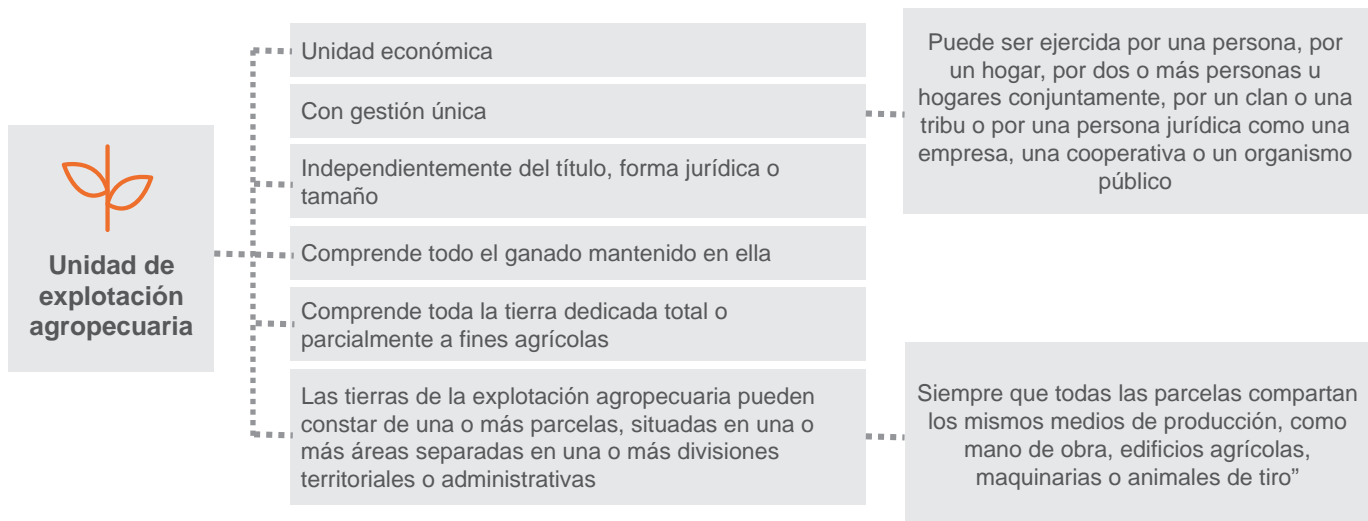 Unidad de
explotación
agropecuaria
Unidad económica
Con gestión única
Puede ser ejercida por una persona, por
un hogar, por dos o más personas u
hogares conjuntamente, por un clan o una
tribu o por una persona jurídica como una
empresa, una cooperativa o un organismo
público
Independientemente del título, forma jurídica o
tamaño
Comprende todo el ganado mantenido en ella
Comprende toda la tierra dedicada total o
parcialmente a fines agrícolas
Las tierras de la explotación agropecuaria pueden
constar de una o más parcelas, situadas en una o
más áreas separadas en una o más divisiones
territoriales o administrativas
Siempre que todas las parcelas compartan
los mismos medios de producción, como
mano de obra, edificios agrícolas,
maquinarias o animales de tiro”